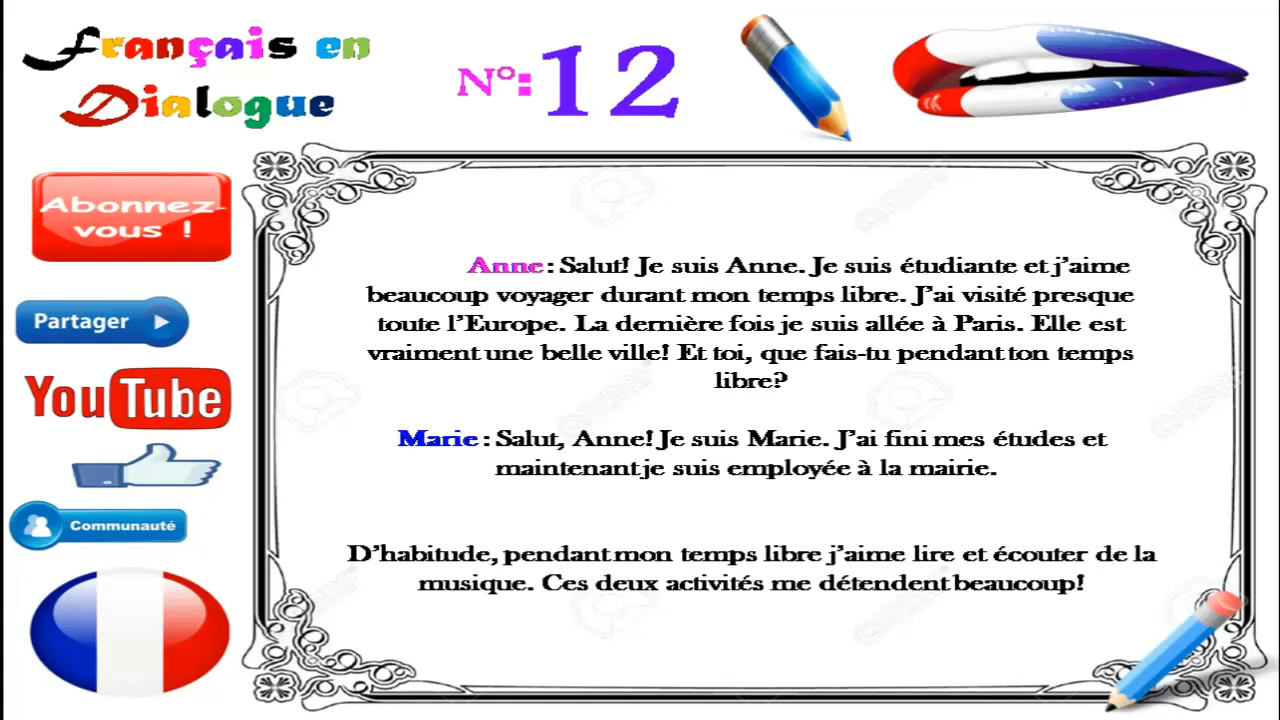 Français en
Dialogue
N°:12
Abonnez-
vous !
Partager
YouTube
Communauté
Anne : Salut! Je suis Anne. Je suis étudiante et j’aime
beaucoup voyager durant mon temps libre. J’ai visité presque
toute l’Europe. La dernière fois je suis allée à Paris. Elle est
vraiment une belle ville! Et toi, que fais-tu pendant ton temps
libre?
Marie : Salut, Anne! Je suis Marie. J’ai fini mes études et
maintenant je suis employée à la mairie.
D’habitude, pendant mon temps libre j’aime lire et écouter de la
musique. Ces deux activités me détendent beaucoup!